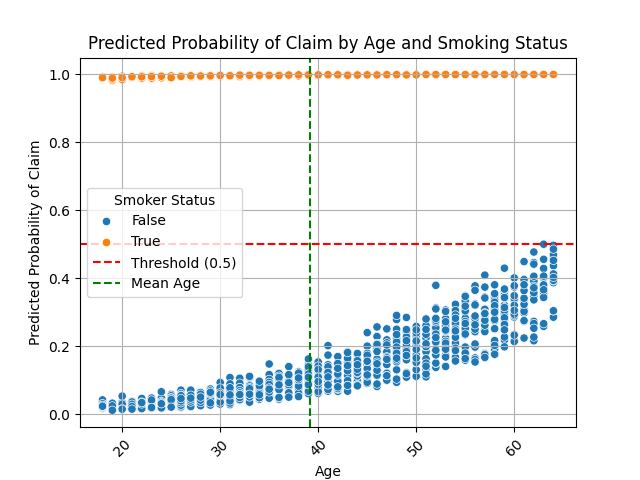 Predicted Probability of Claim by Age and Smoking Status
Predicted Probability of Claim
1.0
0.8
0.6
0.4
0.2
0.0
Smoker Status
False
True
Threshold (0.5)
Mean Age
20
30
40
50
60
Age